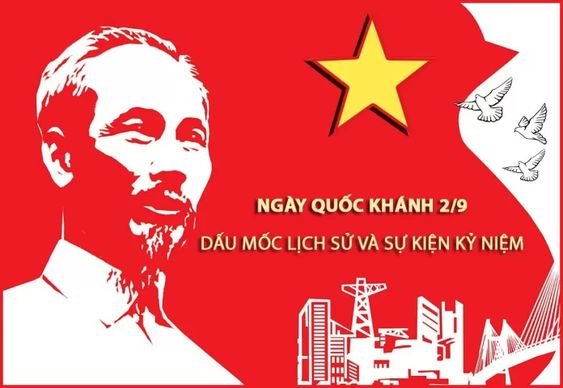 NGÀY QUỐC KHÁNH 2/9
DẤU MỐC LỊCH SỬ VÀ SỰ KIỆN KỶ NIỆM